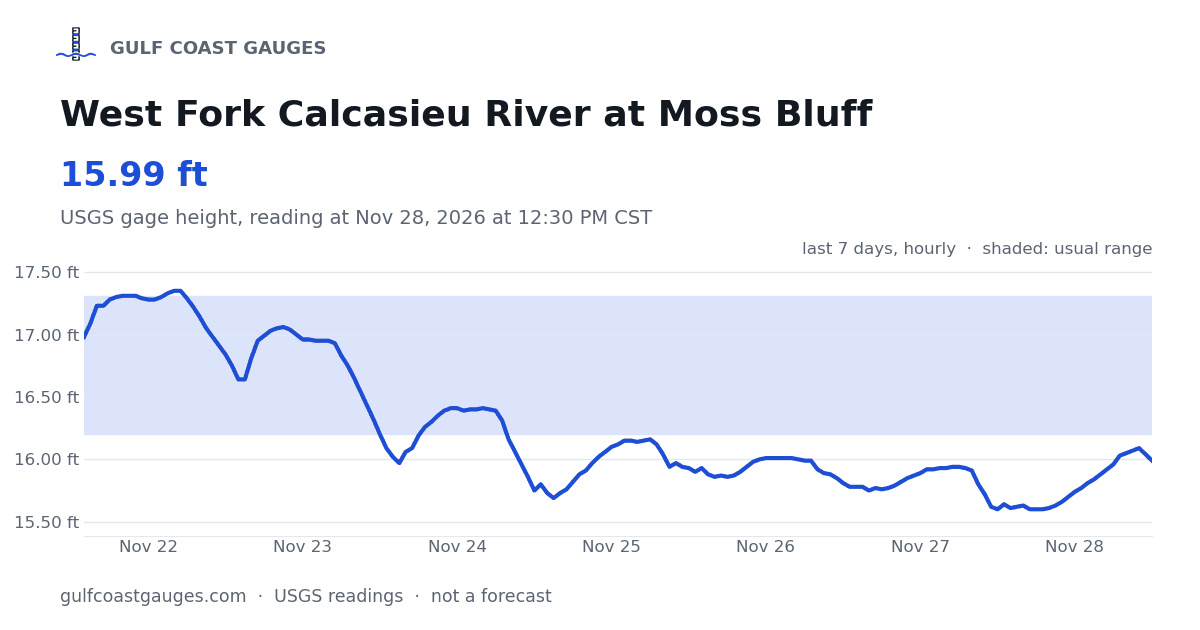 GULF COAST GAUGES
West Fork Calcasieu River at Moss Bluff
15.99 ft
USGS gage height, reading at Nov 28, 2026 at 12:30 PM CST
last 7 days, hourly · shaded: usual range
17.50 ft
17.00 ft
16.50 ft
16.00 ft
15.50 ft
Nov 22 Nov 23 Nov 24 Nov 25 Nov 26 Nov 27 Nov 28
gulfcoastgauges.com · USGS readings · not a forecast